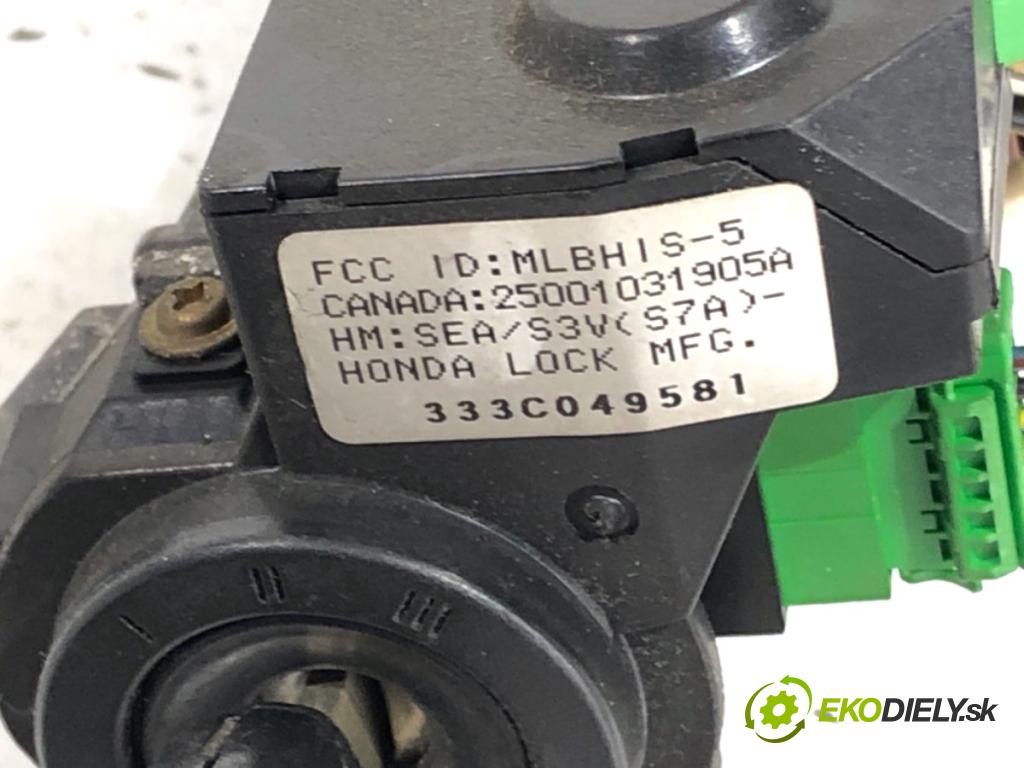 FCC ID:MLBHIS-5
CANADA:25001031905A
HM:SEA/S3V(S7A)-
HONDA LOCK MFG.
333C049581
I II III
EKODIELY.sk